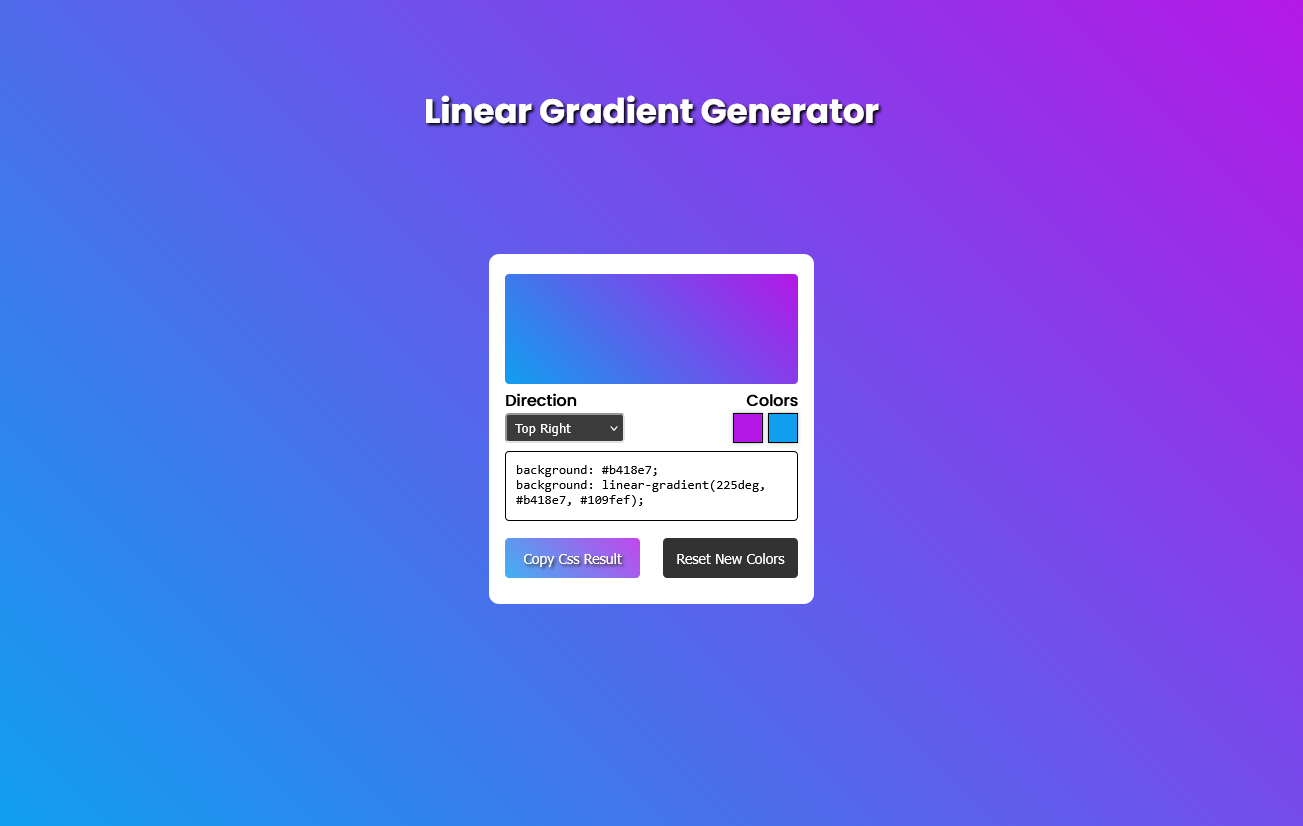 Linear Gradient Generator
Direction
Colors
Top Right
background: #b418e7;
background: linear-gradient(225deg,
#b418e7, #109fef);
Copy Css Result
Reset New Colors